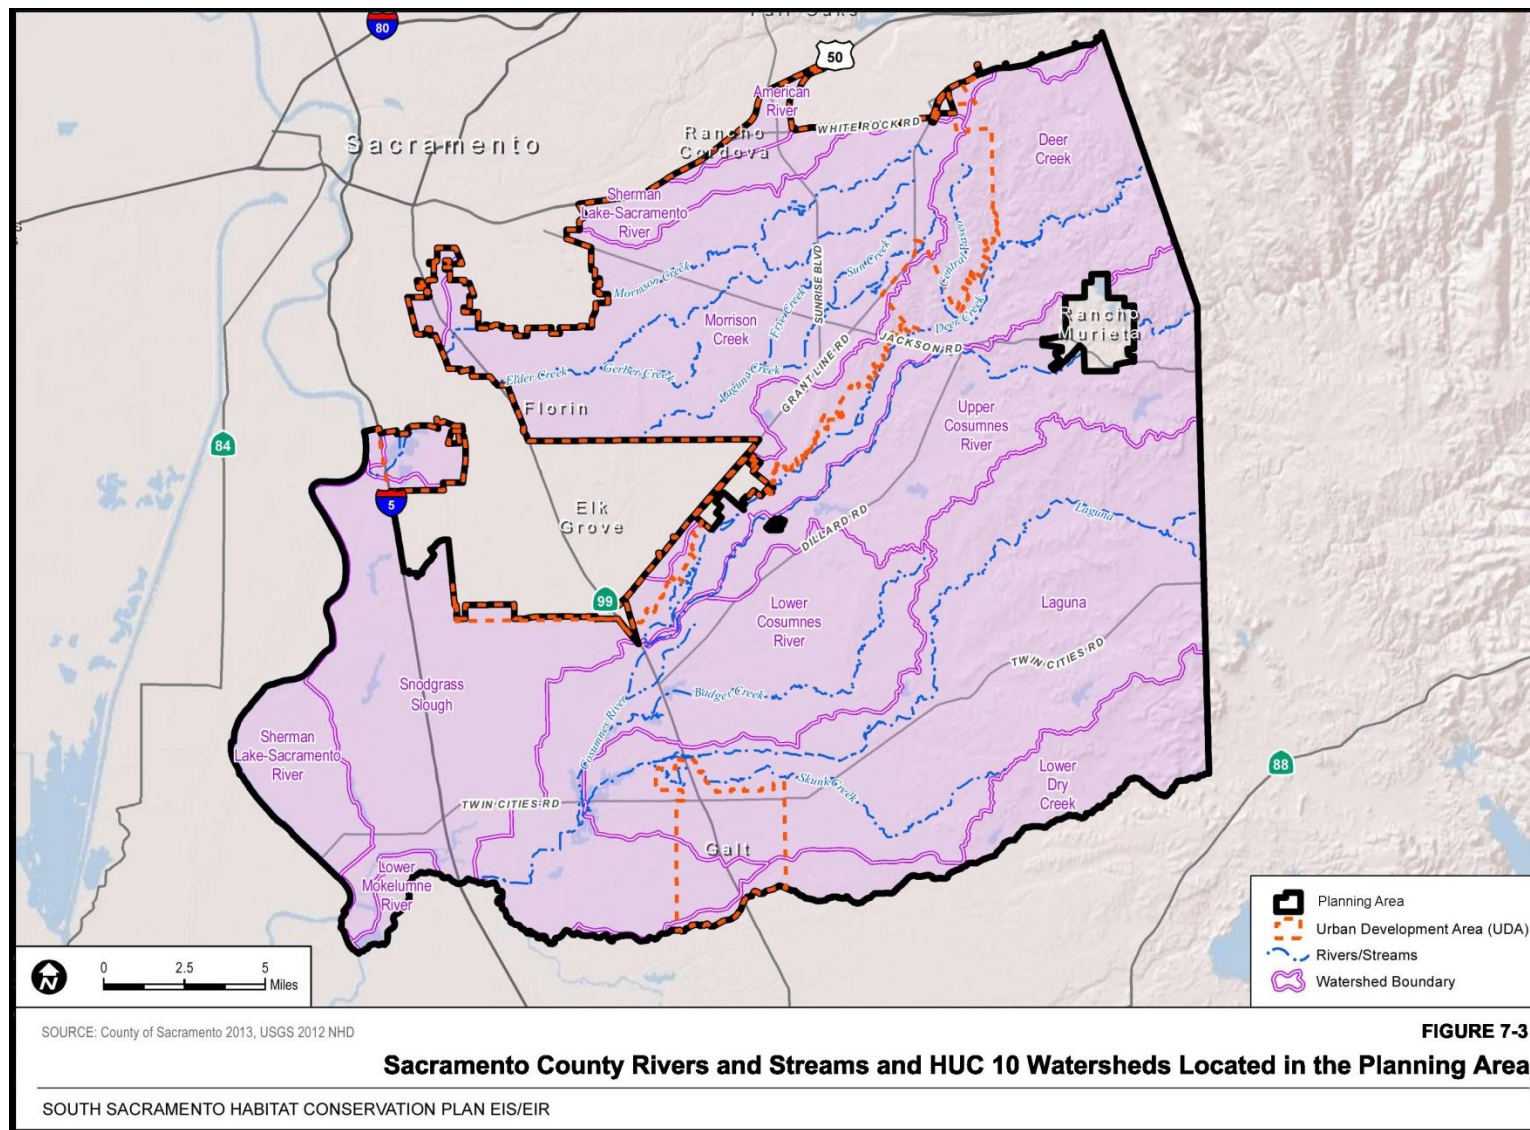 80
Fair Oaks
50
American
River
Sacramento
Rancho
Cordova
WHITE ROCK RD
Deer
Creek
Sherman
Lake-Sacramento
River
Morrison Creek
Sun Creek
Central Paseo
SUNRISE BLVD
Frye Creek
Morrison
Creek
Deer Creek
Rancho
Murieta
JACKSON RD
GRANT LINE RD
Elder Creek
Gerber Creek
Laguna Creek
Florin
Upper
Cosumnes
River
84
5
Elk
Grove
DILLARD RD
Laguna
99
Lower
Cosumnes
River
Laguna
TWIN CITIES RD
Snodgrass
Slough
Badger Creek
Cosumnes River
Sherman
Lake-Sacramento
River
88
Skunk Creek
Lower
Dry
Creek
TWIN CITIES RD
Galt
Lower
Mokelumne
River
N
0 2.5 5
Miles
Planning Area
Urban Development Area (UDA)
Rivers/Streams
Watershed Boundary
SOURCE: County of Sacramento 2013, USGS 2012 NHD
FIGURE 7-3
Sacramento County Rivers and Streams and HUC 10 Watersheds Located in the Planning Area
SOUTH SACRAMENTO HABITAT CONSERVATION PLAN EIS/EIR